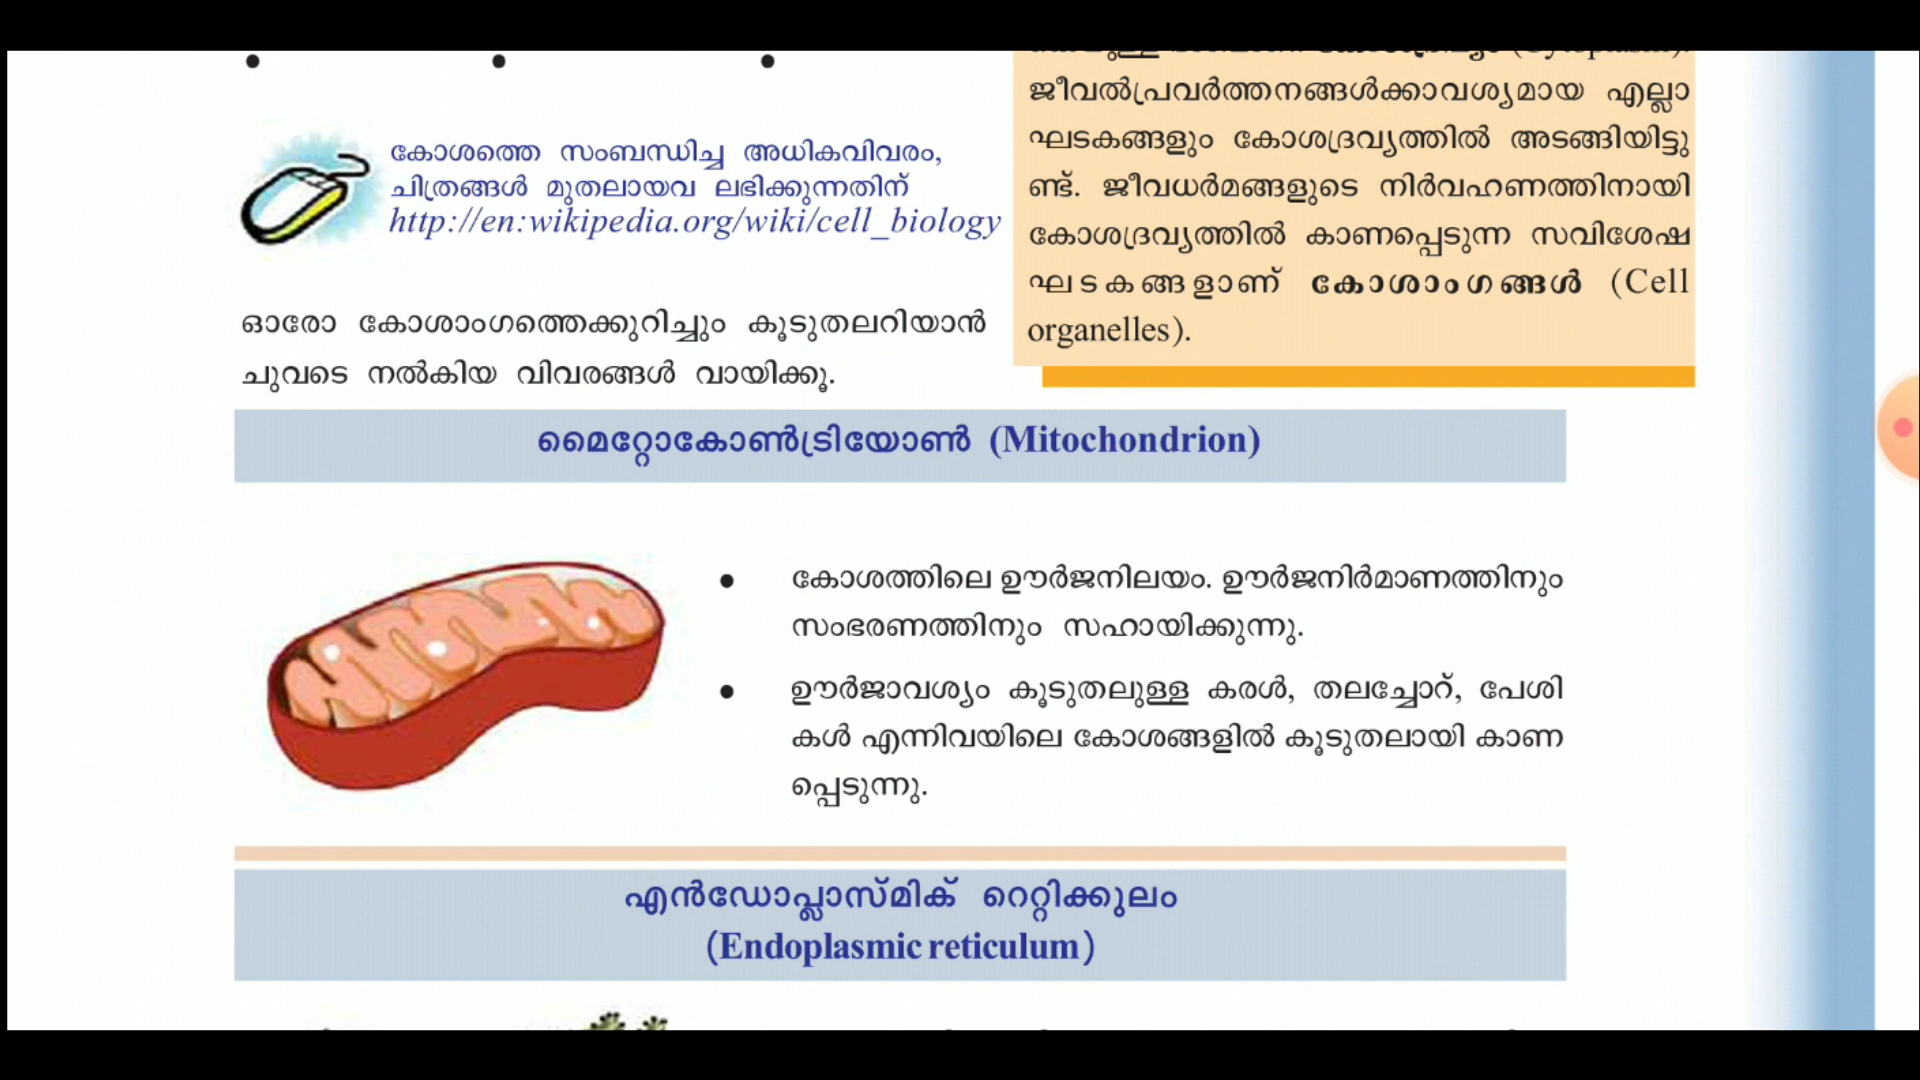 കോശത്തെ സംബന്ധിച്ച അധികവിവരം,
ചിത്രങ്ങൾ മുതലായവ ലഭിക്കുന്നതിന്
http://en:wikipedia.org/wiki/cell_biology
ഓരോ കോശാംഗത്തെക്കുറിച്ചും കൂടുതലറിയാൻ
ചുവടെ നൽകിയ വിവരങ്ങൾ വായിക്കൂ.
ജീവൽപ്രവർത്തനങ്ങൾക്കാവശ്യമായ എല്ലാ
ഘടകങ്ങളും കോശദ്രവ്യത്തിൽ അടങ്ങിയിട്ടു
ണ്ട്. ജീവധർമങ്ങളുടെ നിർവഹണത്തിനായി
കോശദ്രവ്യത്തിൽ കാണപ്പെടുന്ന സവിശേഷ
ഘടകങ്ങളാണ് കോശാംഗങ്ങൾ (Cell
organelles).
മൈറ്റോകോൺട്രിയോൺ (Mitochondrion)
• കോശത്തിലെ ഊർജനിലയം. ഊർജനിർമാണത്തിനും
സംഭരണത്തിനും സഹായിക്കുന്നു.
• ഊർജാവശ്യം കൂടുതലുള്ള കരൾ, തലച്ചോറ്, പേശി
കൾ എന്നിവയിലെ കോശങ്ങളിൽ കൂടുതലായി കാണ
പ്പെടുന്നു.
എൻഡോപ്ലാസ്മിക് റെറ്റിക്കുലം
(Endoplasmic reticulum)